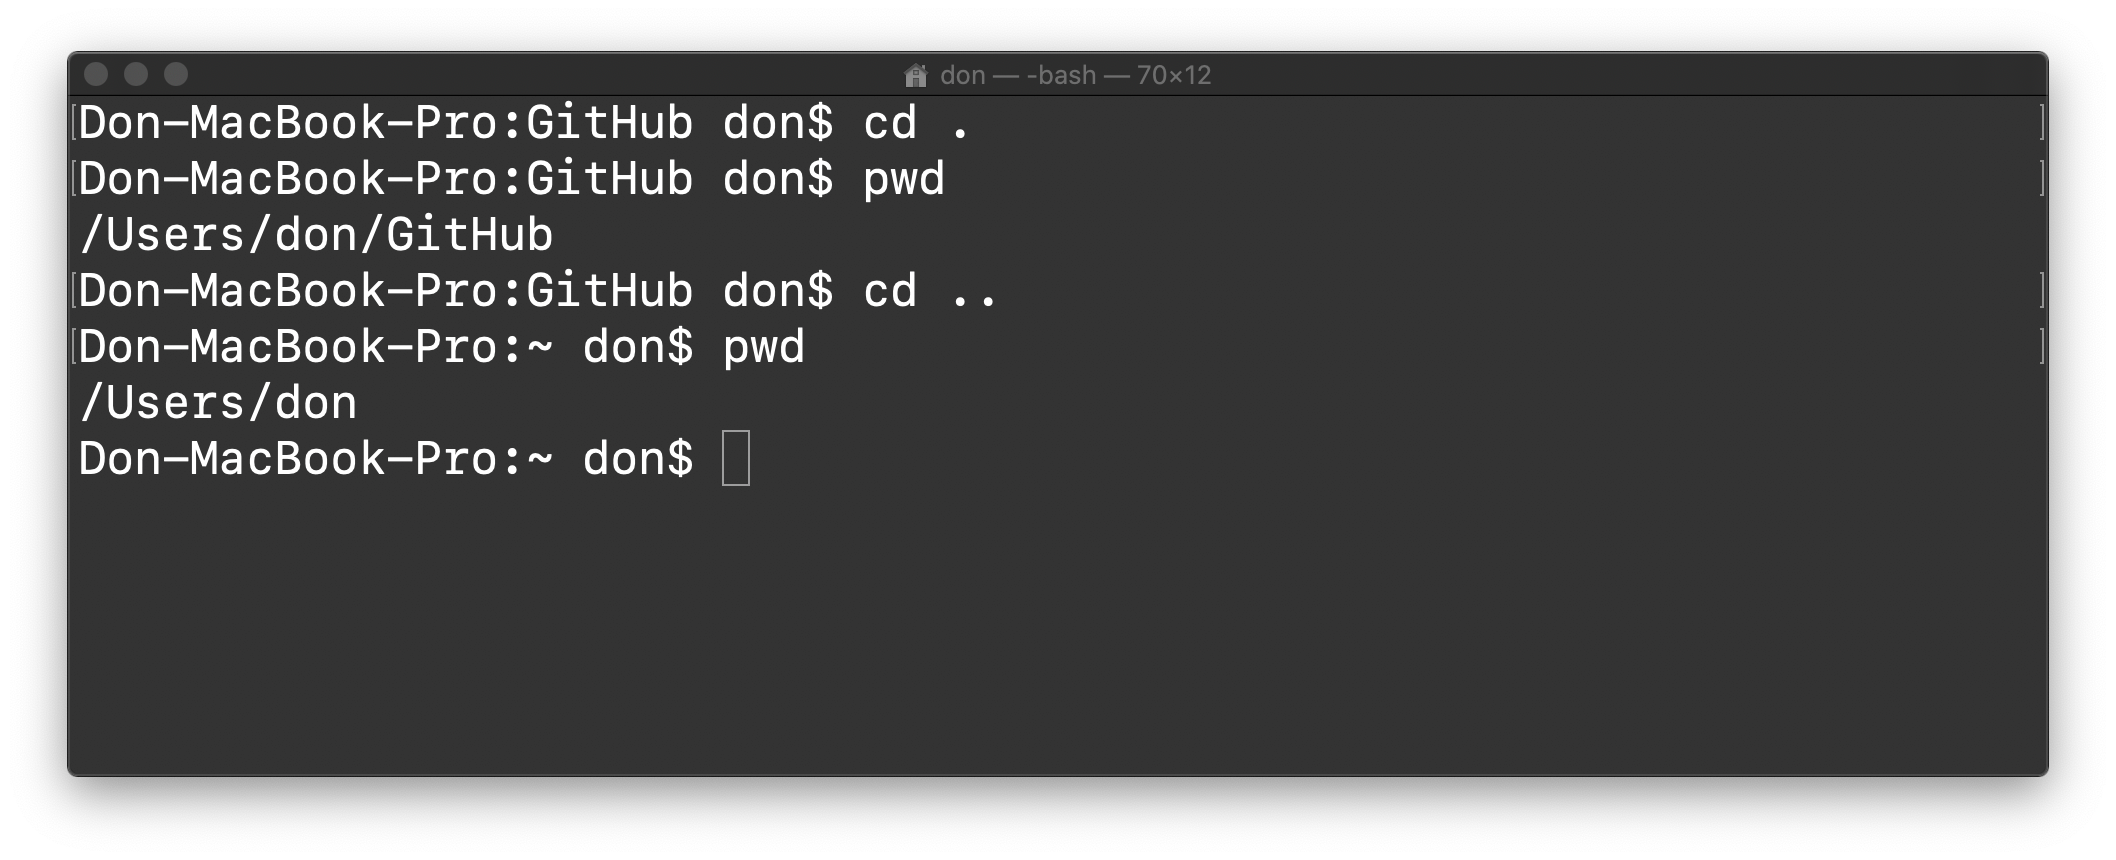 don — -bash — 70×12
Don-MacBook-Pro:GitHub don$ cd .
Don-MacBook-Pro:GitHub don$ pwd
/Users/don/GitHub
Don-MacBook-Pro:GitHub don$ cd ..
Don-MacBook-Pro:~ don$ pwd
/Users/don
Don-MacBook-Pro:~ don$